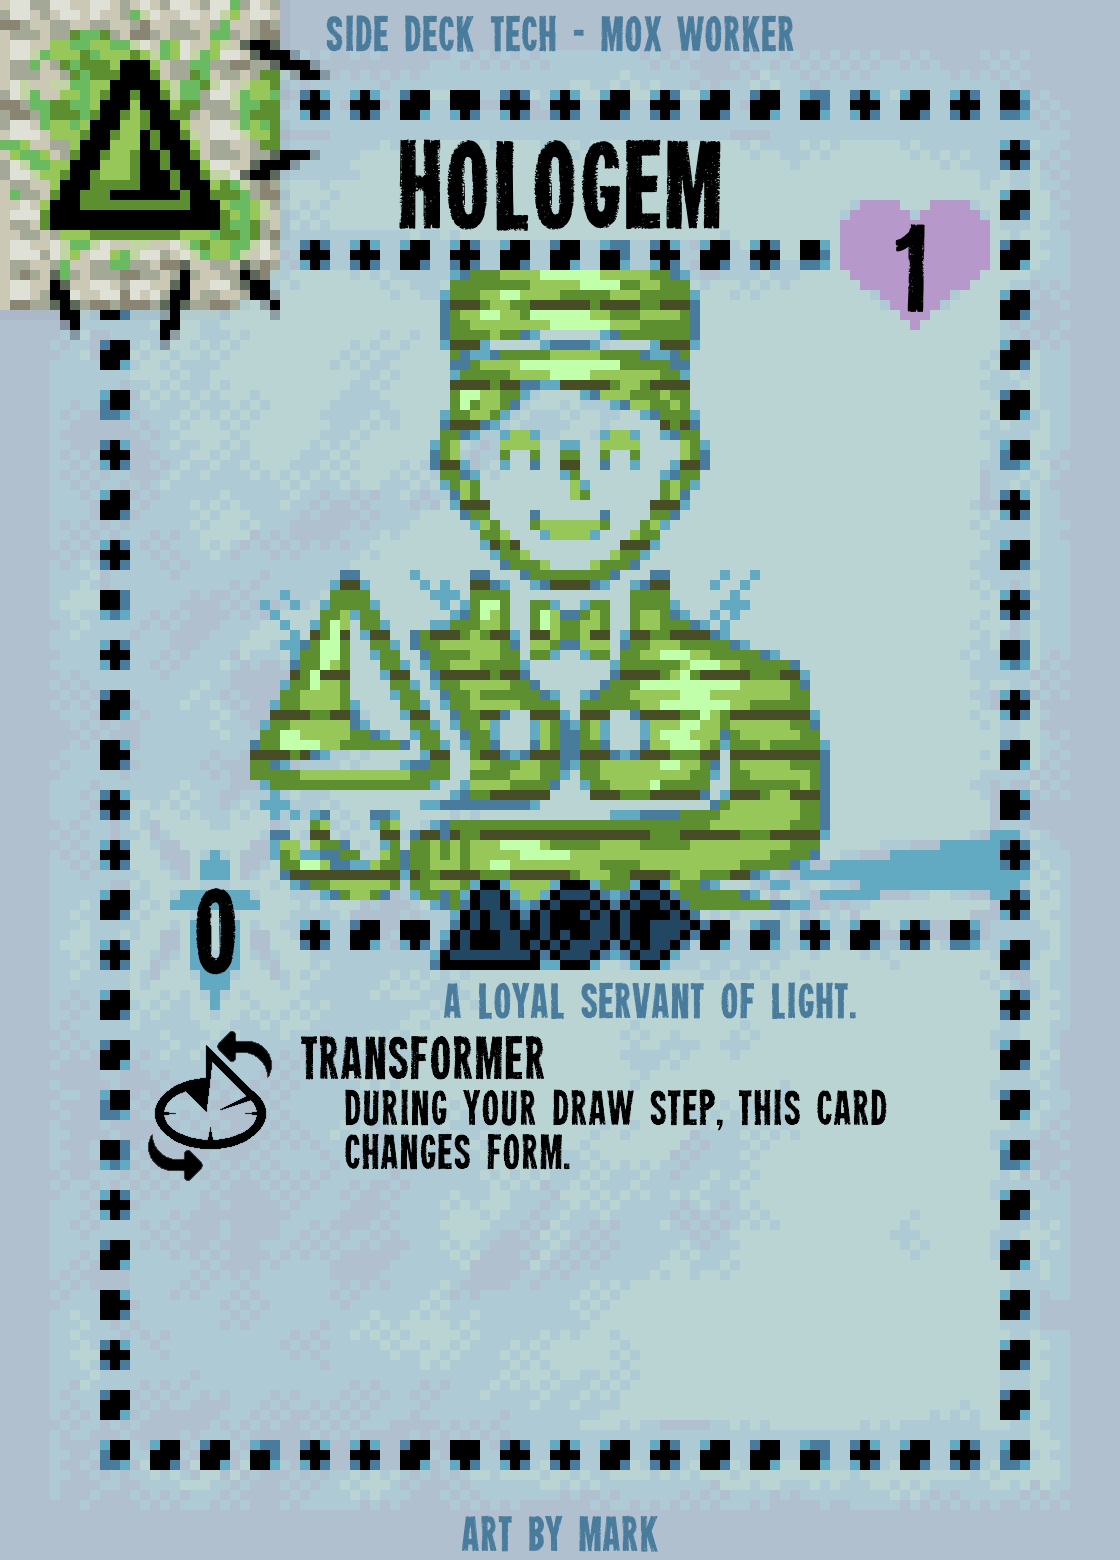 SIDE DECK TECH - MOX WORKER
HOLOGEM
1
0
A LOYAL SERVANT OF LIGHT.
TRANSFORMER
DURING YOUR DRAW STEP, THIS CARD
CHANGES FORM.
ART BY MARK